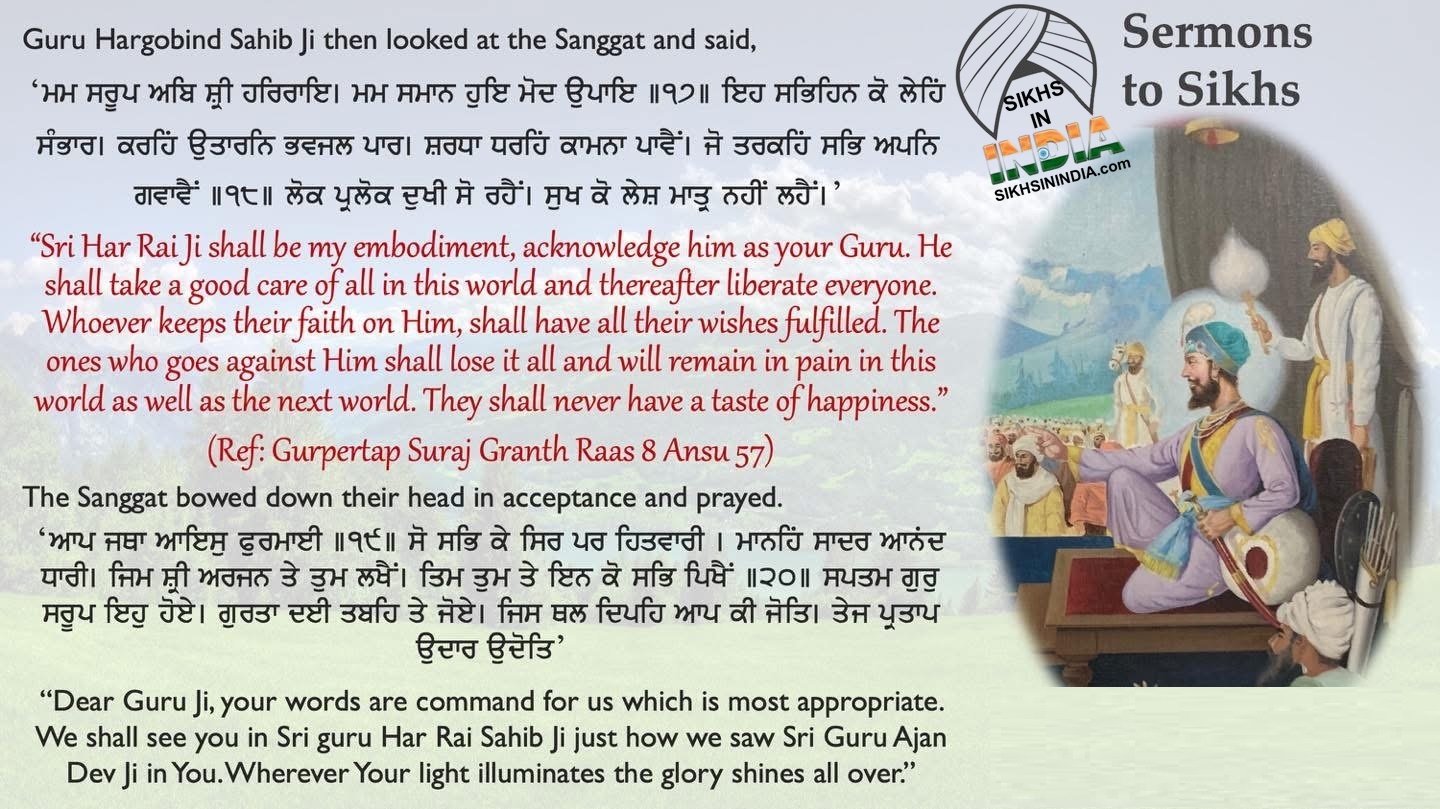 Guru Hargobind Sahib Ji then looked at the Sanggat and said,
‘ਮਮ ਸਰੂਪ ਅਬਿ ਸ਼੍ਰੀ ਹਰਿਰਾਇ। ਮਮ ਸਮਾਨ ਹੁਇ ਮੋਦ ਉਪਾਇ ॥੧੭॥ ਇਹ ਸਭਿਹਿਨ ਕੋ ਲੇਹਿਂ
ਸੰਭਾਰ। ਕਰਹਿਂ ਉਤਾਰਨਿ ਭਵਜਲ ਪਾਰ। ਸ਼ਰਧਾ ਧਰਹਿਂ ਕਾਮਨਾ ਪਾਵੈਂ। ਜੋ ਤਰਕਹਿਂ ਸਭਿ ਅਪਨਿ
ਗਵਾਵੈਂ ॥੧੮॥ ਲੋਕ ਪ੍ਰਲੋਕ ਦੁਖੀ ਸੋ ਰਹੈਂ। ਸੁਖ ਕੋ ਲੇਸ਼ ਮਾਤ੍ਰ ਨਹੀਂ ਲਹੈਂ।’
“Sri Har Rai Ji shall be my embodiment, acknowledge him as your Guru. He
shall take a good care of all in this world and thereafter liberate everyone.
Whoever keeps their faith on Him, shall have all their wishes fulfilled. The
ones who goes against Him shall lose it all and will remain in pain in this
world as well as the next world. They shall never have a taste of happiness.”
(Ref: Gurpertap Suraj Granth Raas 8 Ansu 57)
The Sanggat bowed down their head in acceptance and prayed.
‘ਆਪ ਜਥਾ ਆਇਸੁ ਫੁਰਮਾਈ ॥੧੯॥ ਸੋ ਸਭਿ ਕੇ ਸਿਰ ਪਰ ਹਿਤਵਾਰੀ । ਮਾਨਹਿਂ ਸਾਦਰ ਆਨੰਦ
ਧਾਰੀ। ਜਿਮ ਸ਼੍ਰੀ ਅਰਜਨ ਤੇ ਤੁਮ ਲਖੈਂ। ਤਿਮ ਤੁਮ ਤੇ ਇਨ ਕੋ ਸਭਿ ਪਿਖੈਂ ॥੨੦॥ ਸਪਤਮ ਗੁਰੁ
ਸਰੂਪ ਇਹੁ ਹੋਏ। ਗੁਰਤਾ ਦਈ ਤਬਹਿ ਤੇ ਜੋਏ। ਜਿਸ ਥਲ ਦਿਪਹਿ ਆਪ ਕੀ ਜੋਤਿ। ਤੇਜ ਪ੍ਰਤਾਪ
ਉਦਾਰ ਉਦੋਤਿ’
“Dear Guru Ji, your words are command for us which is most appropriate.
We shall see you in Sri guru Har Rai Sahib Ji just how we saw Sri Guru Ajan
Dev Ji in You. Wherever Your light illuminates the glory shines all over.”
Sermons
to Sikhs
SIKHS
IN
INDIA
SIKHSININDIA.com